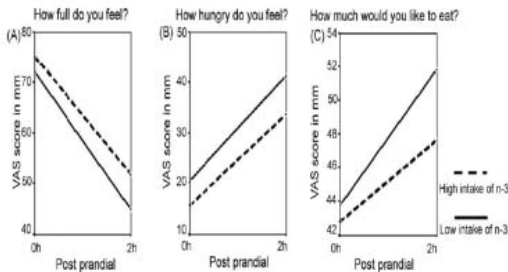 How full do you feel?
How hungry do you feel?
How much would you like to eat?
(A)
80
70
50
40
VAS score in mm
0h
2h
Post prandial
(B)
50
40
30
20
10
VAS score in mm
0h
2h
Post prandial
(C)
54
52
50
48
46
44
42
VAS score in mm
0h
2h
Post prandial
High intake of n-3
Low intake of n-3